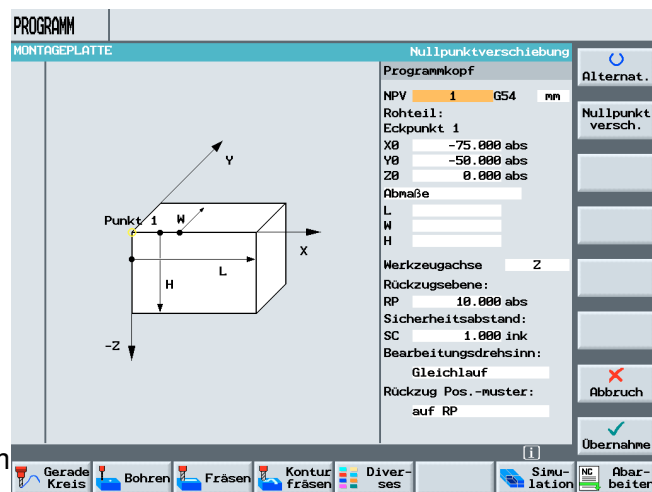 PROGRAMM
MONTAGEPLATTE
Nullpunktverschiebung
Programmkopf
NPV 1 G54 mm
Rohteil:
Eckpunkt 1
X0 -75.000 abs
Y0 -50.000 abs
Z0 0.000 abs
Abmaße
L
W
H
Werkzeugachse Z
Rückzugsebene:
RP 10.000 abs
Sicherheitsabstand:
SC 1.000 ink
Bearbeitungsdrehsinn:
Gleichlauf
Rückzug Pos.-muster:
auf RP
Y
Punkt 1 W
X
L
H
-Z
Alternat.
Nullpunkt
versch.
Abbruch
Übernahme
i
n
Gerade
Kreis
Bohren
Fräsen
Kontur
fräsen
Diver-
ses
Simu-
lation
NC
Abar-
beiten